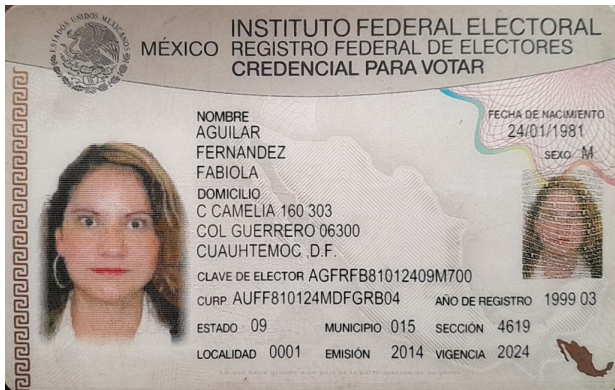 ESTADOS UNIDOS MEXICANOS
MÉXICO
INSTITUTO FEDERAL ELECTORAL
REGISTRO FEDERAL DE ELECTORES
CREDENCIAL PARA VOTAR
NOMBRE
AGUILAR
FERNANDEZ
FABIOLA
FECHA DE NACIMIENTO
24/01/1981
SEXO M
DOMICILIO
C CAMELIA 160 303
COL GUERRERO 06300
CUAUHTEMOC ,D.F.
CLAVE DE ELECTOR AGFRFB81012409M700
CURP AUFF810124MDFGRB04 AÑO DE REGISTRO 1999 03
ESTADO 09 MUNICIPIO 015 SECCIÓN 4619
LOCALIDAD 0001 EMISIÓN 2014 VIGENCIA 2024